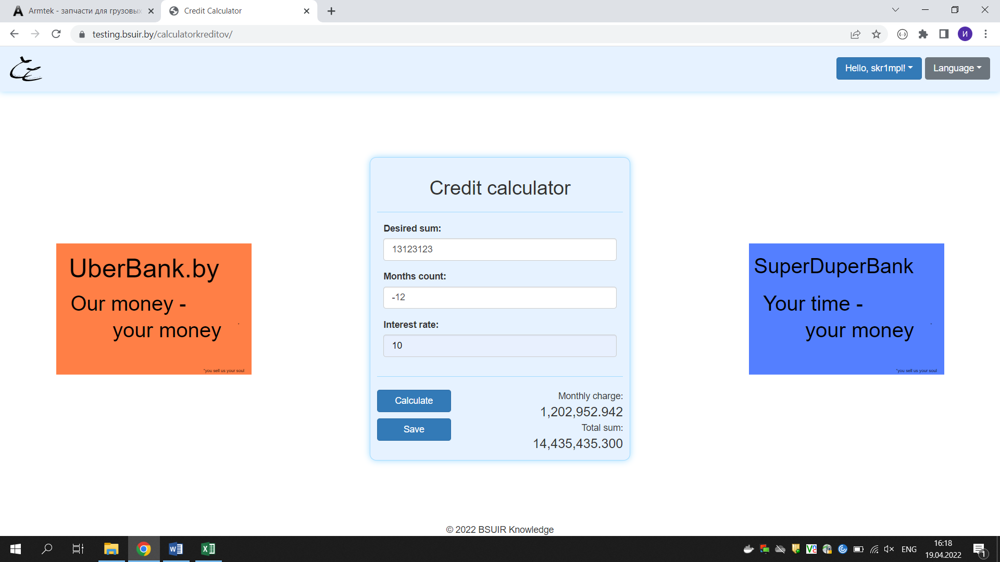 Armtek - запчасти для грузовых
Credit Calculator
testing.bsuir.by/calculatorkreditov/
И
Hello, skr1mpl!
Language
Credit calculator
Desired sum:
13123123
Months count:
-12
Interest rate:
10
Calculate
Save
Monthly charge:
1,202,952.942
Total sum:
14,435,435.300
UberBank.by
Our money -
your money
*you sell us your soul
SuperDuperBank
Your time -
your money
*you sell us your soul
© 2022 BSUIR Knowledge
ENG
16:18
19.04.2022
1